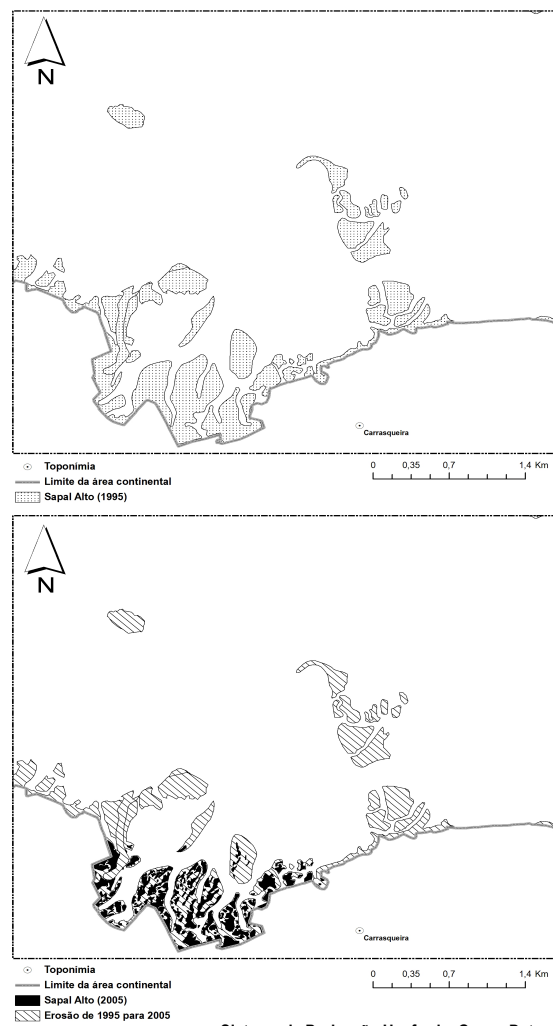 N
Carrasqueira
Toponimia
Limite da área continental
Sapal Alto (1995)
0 0,35 0,7 1,4 Km
N
Carrasqueira
Toponimia
Limite da área continental
Sapal Alto (2005)
Erosão de 1995 para 2005
0 0,35 0,7 1,4 Km